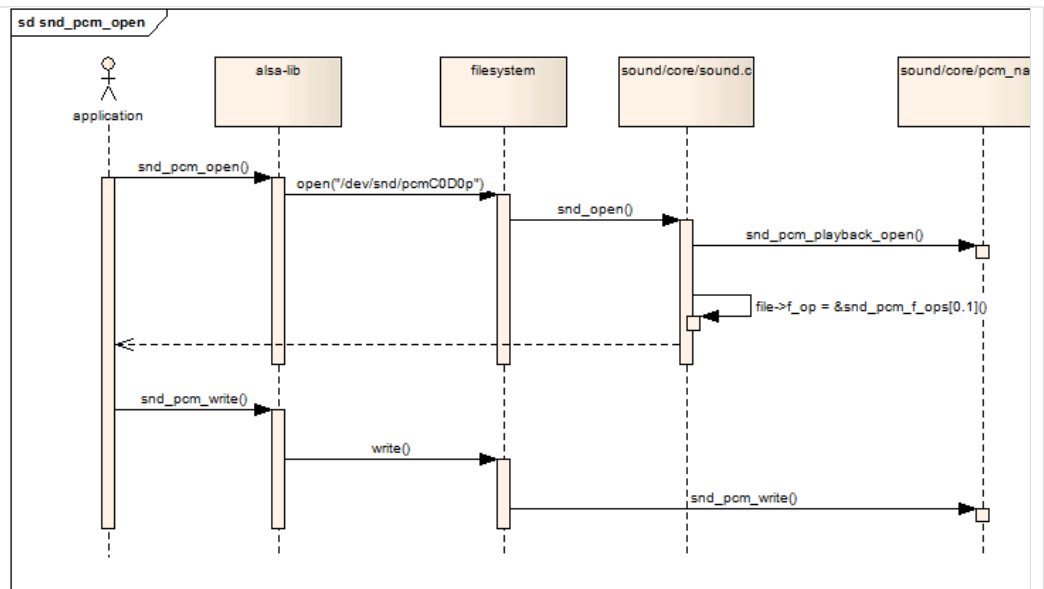 sd snd_pcm_open
application
alsa-lib
filesystem
sound/core/sound.c
sound/core/pcm_na
snd_pcm_open()
open("/dev/snd/pcmC0D0p")
snd_open()
snd_pcm_playback_open()
file->f_op = &snd_pcm_f_ops[0.1]()
snd_pcm_write()
write()
snd_pcm_write()